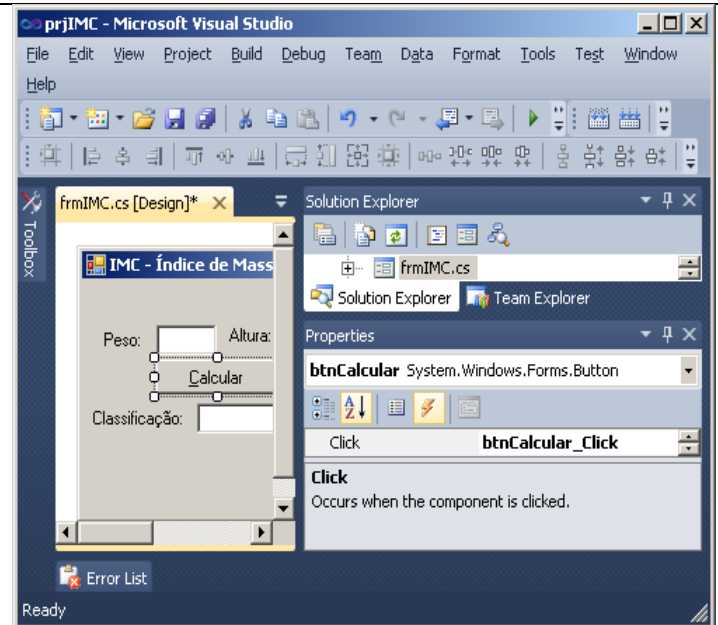 prjIMC - Microsoft Visual Studio
File Edit View Project Build Debug Team Data Format Tools Test Window
Help
Toolbox
frmIMC.cs [Design]*
IMC - Índice de Mass
Peso: Altura:
Calcular
Classificação:
Solution Explorer
frmIMC.cs
Solution Explorer Team Explorer
Properties
btnCalcular System.Windows.Forms.Button
Click btnCalcular_Click
Click
Occurs when the component is clicked.
Error List
Ready